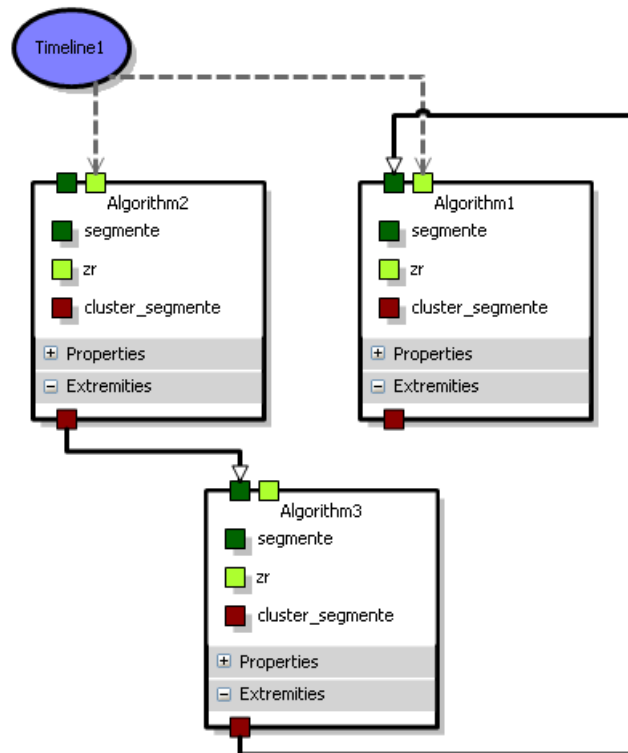 Timeline1
Algorithm2
segmente
zr
cluster_segmente
Properties
Extremities
Algorithm1
segmente
zr
cluster_segmente
Properties
Extremities
Algorithm3
segmente
zr
cluster_segmente
Properties
Extremities